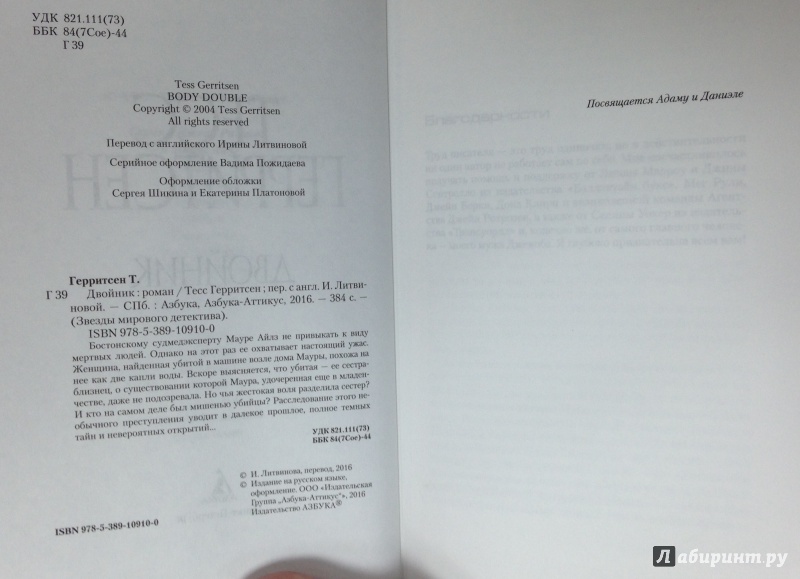 УДК 821.111(73)
ББК 84(7Сое)-44
Г 39
Tess Gerritsen
BODY DOUBLE
Copyright © 2004 Tess Gerritsen
All rights reserved
Перевод с английского Ирины Литвиновой
Серийное оформление Вадима Пожидаева
Оформление обложки
Сергея Шикина и Екатерины Платоновой
Герритсен Т.
Г 39 Двойник : роман / Тесс Герритсен ; пер. с англ. И. Литви-
новой. — СПб. : Азбука, Азбука-Аттикус, 2016. — 384 с. —
(Звезды мирового детектива).
ISBN 978-5-389-10910-0
Бостонскому судмедэксперту Мауре Айлз не привыкать к виду
мертвых людей. Однако на этот раз ее охватывает настоящий ужас.
Женщина, найденная убитой в машине возле дома Мауры, похожа на
нее как две капли воды. Вскоре выясняется, что убитая — ее сестра-
близнец, о существовании которой Маура, удочеренная еще в младен-
честве, даже не подозревала. Но чья жестокая воля разделила сестер?
И кто на самом деле был мишенью убийцы? Расследование этого не-
обычного преступления уводит в далекое прошлое, полное темных
тайн и невероятных открытий...
УДК 821.111(73)
ББК 84(7Сое)-44
© И. Литвинова, перевод, 2016
© Издание на русском языке,
оформление. ООО «Издательская
Группа „Азбука-Аттикус“», 2016
Издательство АЗБУКА®
ISBN 978-5-389-10910-0
Посвящается Адаму и Даниэле
Благодарности
Лабиринт.ру